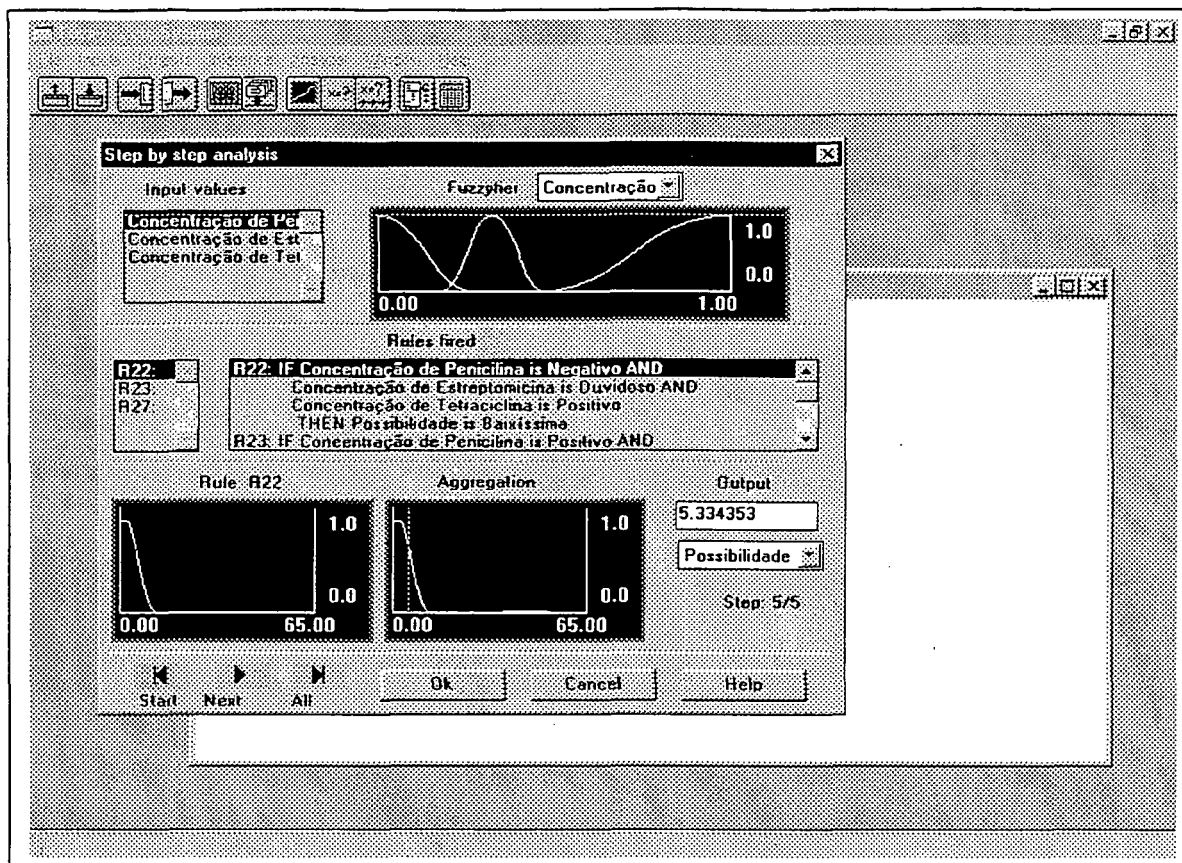 Step by step analysis
Input values
Fuzzyher
Concentração
Concentração de Per
Concentração de Est
Concentração de Tet
1.0
0.0
0.00
1.00
Rules fired
R22:
R23
R27:
R22: IF Concentração de Penicilina is Negativo AND
Concentração de Estreptomicina is Duvidoso AND
Concentração de Tetraciclina is Positivo
THEN Possibilidade is Baixíssima
R23: IF Concentração de Penicilina is Positivo AND
Rule R22
Aggregation
Output
1.0
0.0
0.00
65.00
1.0
0.0
0.00
65.00
5.334353
Possibilidade
Step: 5/5
Start
Next
All
Ok
Cancel
Help